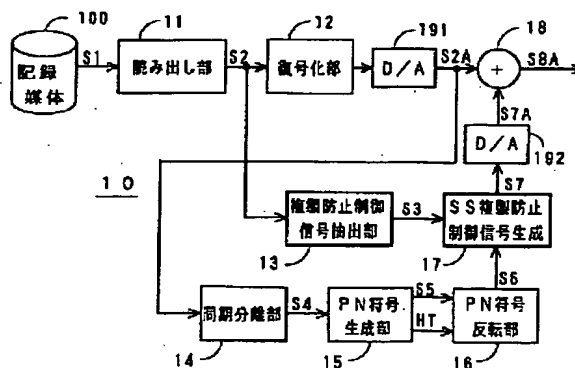 100
記録
媒体
S1
11
読み出し部
S2
12
復号化部
191
D/A
S2A
18
+
S8A
S7A
D/A
192
10
複製防止制御
信号抽出部
13
S3
S7
SS複製防止
制御信号生成
17
S6
同期分離部
14
S4
PN符号
生成部
15
S5
HT
PN符号
反転部
16